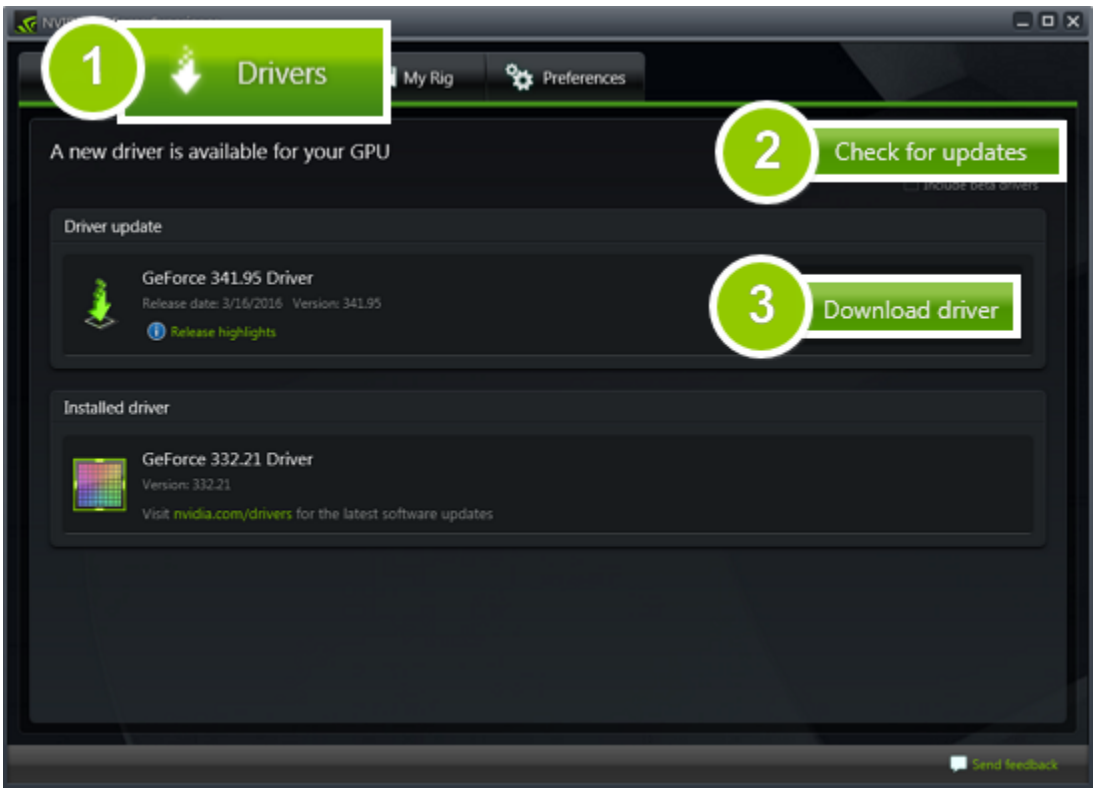 1
Drivers
My Rig
Preferences
A new driver is available for your GPU
2
Check for updates
Include beta drivers
Driver update
GeForce 341.95 Driver
Release date: 3/16/2016 Version: 341.95
Release highlights
3
Download driver
Installed driver
GeForce 332.21 Driver
Version: 332.21
Visit nvidia.com/drivers for the latest software updates
Send feedback